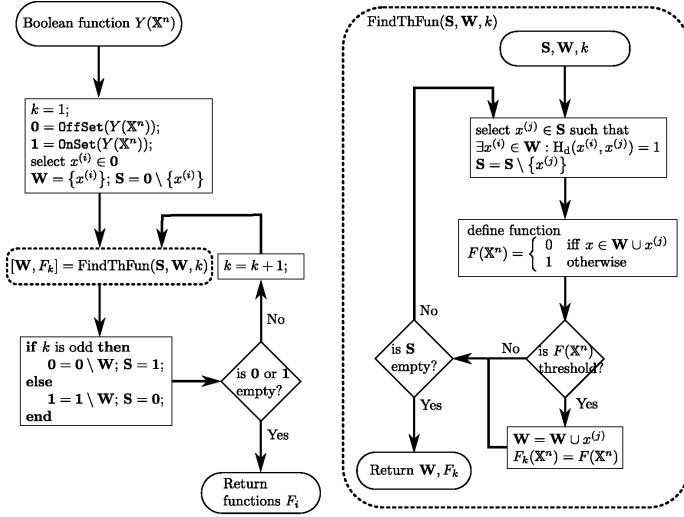 Boolean function Y(𝕏ⁿ)
k = 1;
𝟎 = OffSet(Y(𝕏ⁿ));
𝟏 = OnSet(Y(𝕏ⁿ));
select x⁽ⁱ⁾ ∈ 𝟎
𝐖 = {x⁽ⁱ⁾}; 𝐒 = 𝟎 \ {x⁽ⁱ⁾}
[𝐖, Fₖ] = FindThFun(𝐒, 𝐖, k)
k = k + 1;
No
if k is odd then
𝟎 = 𝟎 \ 𝐖; 𝐒 = 𝟏;
else
𝟏 = 𝟏 \ 𝐖; 𝐒 = 𝟎;
end
is 𝟎 or 𝟏
empty?
Yes
Return
functions Fᵢ
FindThFun(𝐒, 𝐖, k)
𝐒, 𝐖, k
select x⁽ʲ⁾ ∈ 𝐒 such that
∃x⁽ⁱ⁾ ∈ 𝐖 : H_d(x⁽ⁱ⁾, x⁽ʲ⁾) = 1
𝐒 = 𝐒 \ {x⁽ʲ⁾}
define function
F(𝕏ⁿ) = { 0 iff x ∈ 𝐖 ∪ x⁽ʲ⁾
1 otherwise
is F(𝕏ⁿ)
threshold?
No
Yes
𝐖 = 𝐖 ∪ x⁽ʲ⁾
Fₖ(𝕏ⁿ) = F(𝕏ⁿ)
is 𝐒
empty?
No
Yes
Return 𝐖, Fₖ